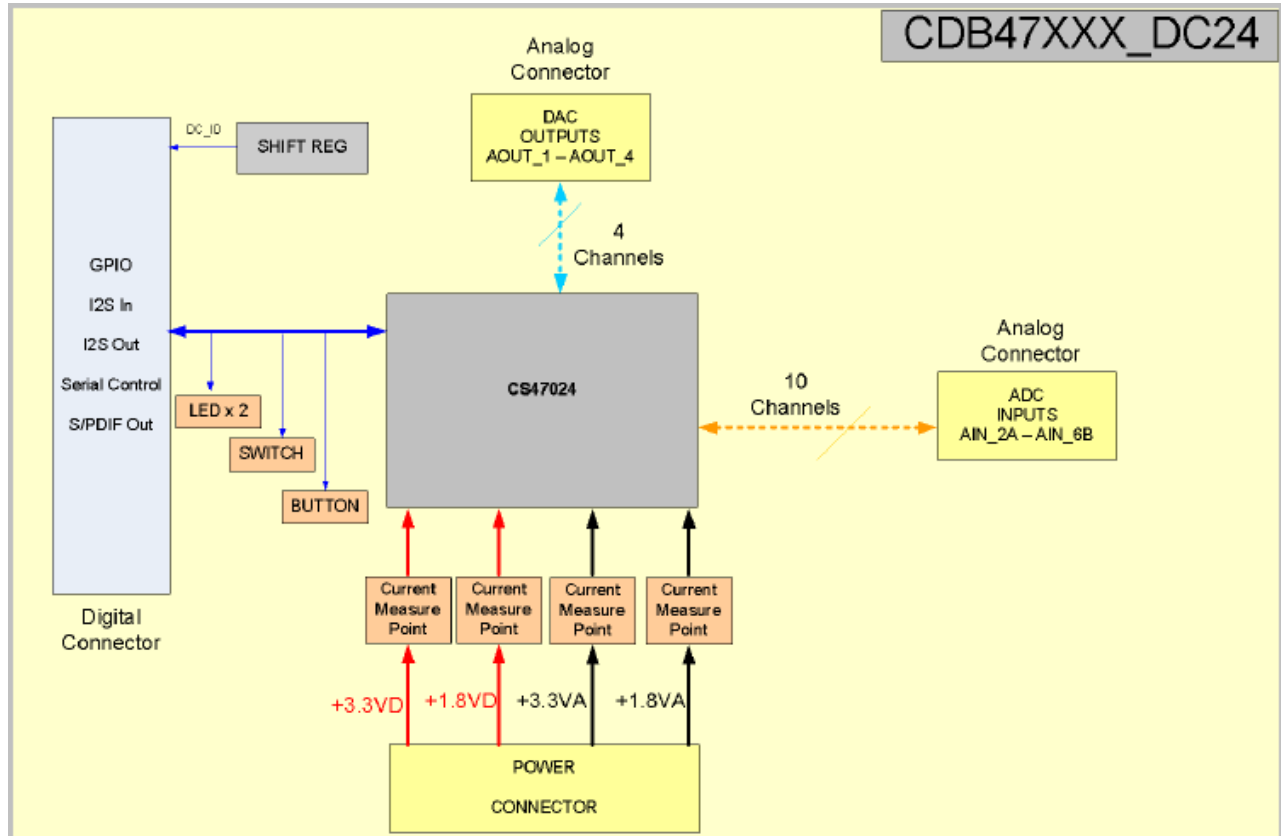 CDB47XXX_DC24
Analog
Connector
DAC
OUTPUTS
AOUT_1 – AOUT_4
DC_ID
SHIFT REG
4
Channels
GPIO
I2S In
I2S Out
Serial Control
S/PDIF Out
LED x 2
SWITCH
BUTTON
CS47024
10
Channels
Analog
Connector
ADC
INPUTS
AIN_2A – AIN_6B
Digital
Connector
Current
Measure
Point
Current
Measure
Point
Current
Measure
Point
Current
Measure
Point
+3.3VD
+1.8VD
+3.3VA
+1.8VA
POWER
CONNECTOR